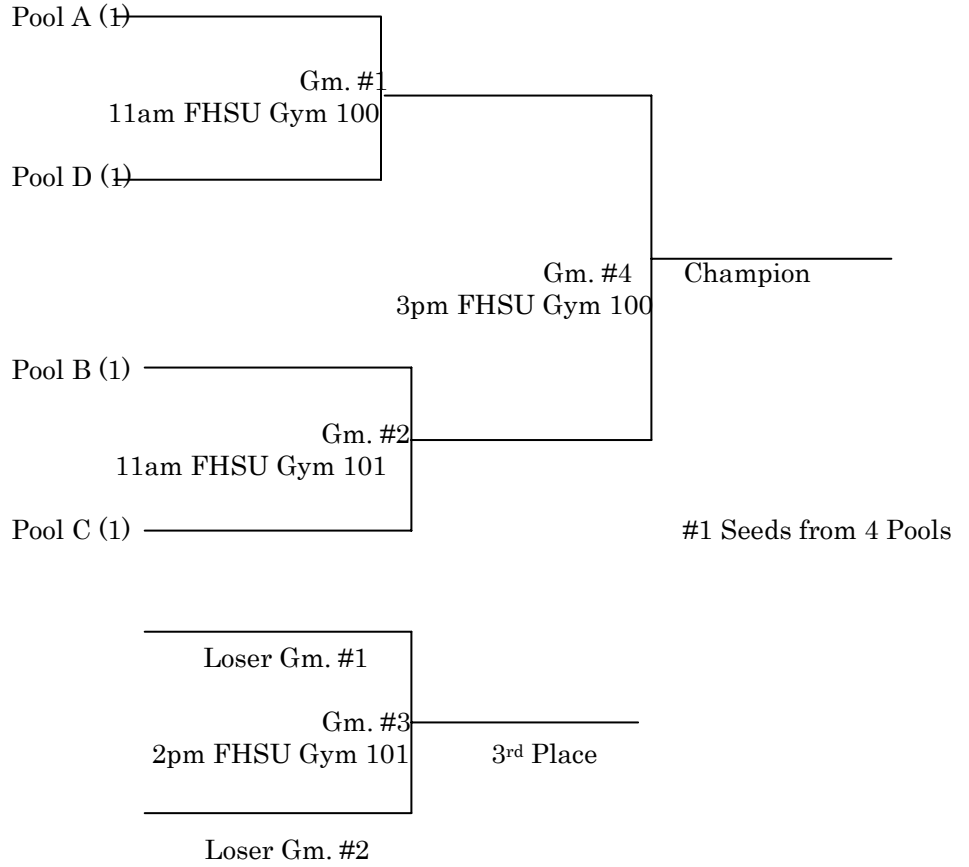 Pool A (1)
Gm. #1
11am FHSU Gym 100
Pool D (1)
Gm. #4
3pm FHSU Gym 100
Champion
Pool B (1)
Gm. #2
11am FHSU Gym 101
Pool C (1)
#1 Seeds from 4 Pools
Loser Gm. #1
Gm. #3
2pm FHSU Gym 101
3rd Place
Loser Gm. #2